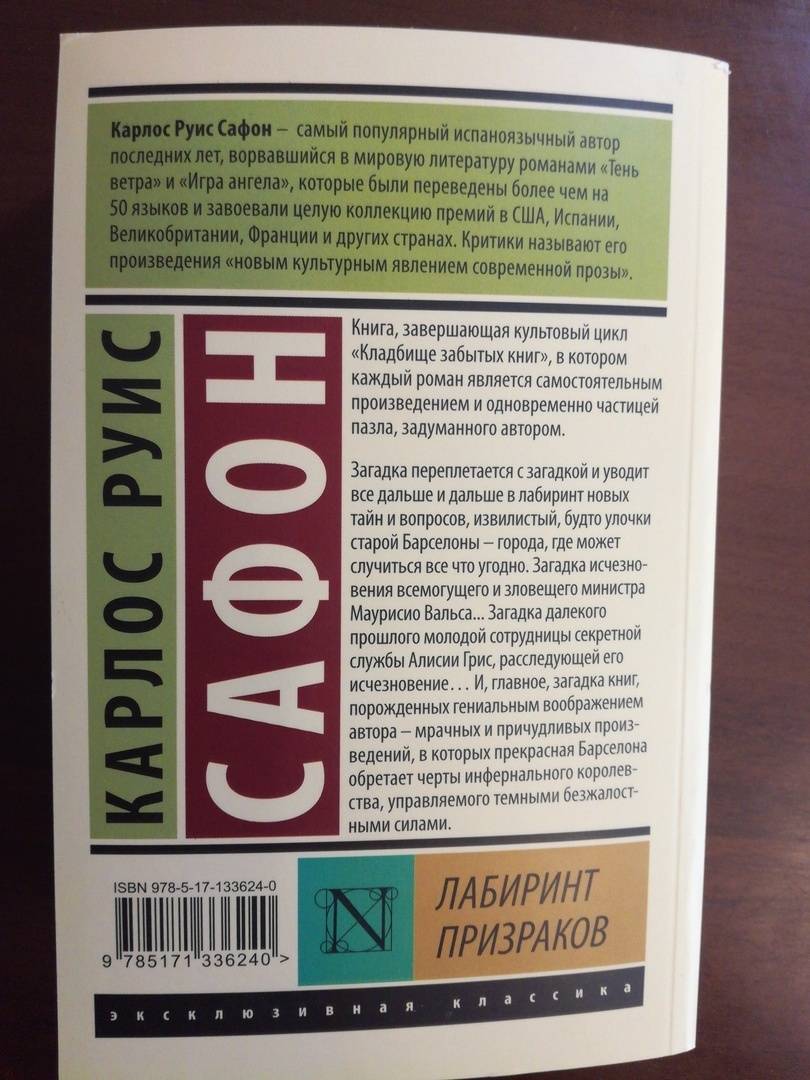 Карлос Руис Сафон – самый популярный испаноязычный автор
последних лет, ворвавшийся в мировую литературу романами «Тень
ветра» и «Игра ангела», которые были переведены более чем на
50 языков и завоевали целую коллекцию премий в США, Испании,
Великобритании, Франции и других странах. Критики называют его
произведения «новым культурным явлением современной прозы».
КАРЛОС РУИС
САФОН
Книга, завершающая культовый цикл
«Кладбище забытых книг», в котором
каждый роман является самостоятельным
произведением и одновременно частицей
пазла, задуманного автором.
Загадка переплетается с загадкой и уводит
все дальше и дальше в лабиринт новых
тайн и вопросов, извилистый, будто улочки
старой Барселоны – города, где может
случиться все что угодно. Загадка исчезно-
вения всемогущего и зловещего министра
Маурисио Вальса... Загадка далекого
прошлого молодой сотрудницы секретной
службы Алисии Грис, расследующей его
исчезновение... И, главное, загадка книг,
порожденных гениальным воображением
автора – мрачных и причудливых произ-
ведений, в которых прекрасная Барселона
обретает черты инфернального королев-
ства, управляемого темными безжалост-
ными силами.
ISBN 978-5-17-133624-0
9 785171 336240 >
N
ЛАБИРИНТ
ПРИЗРАКОВ
эксклюзивная классика